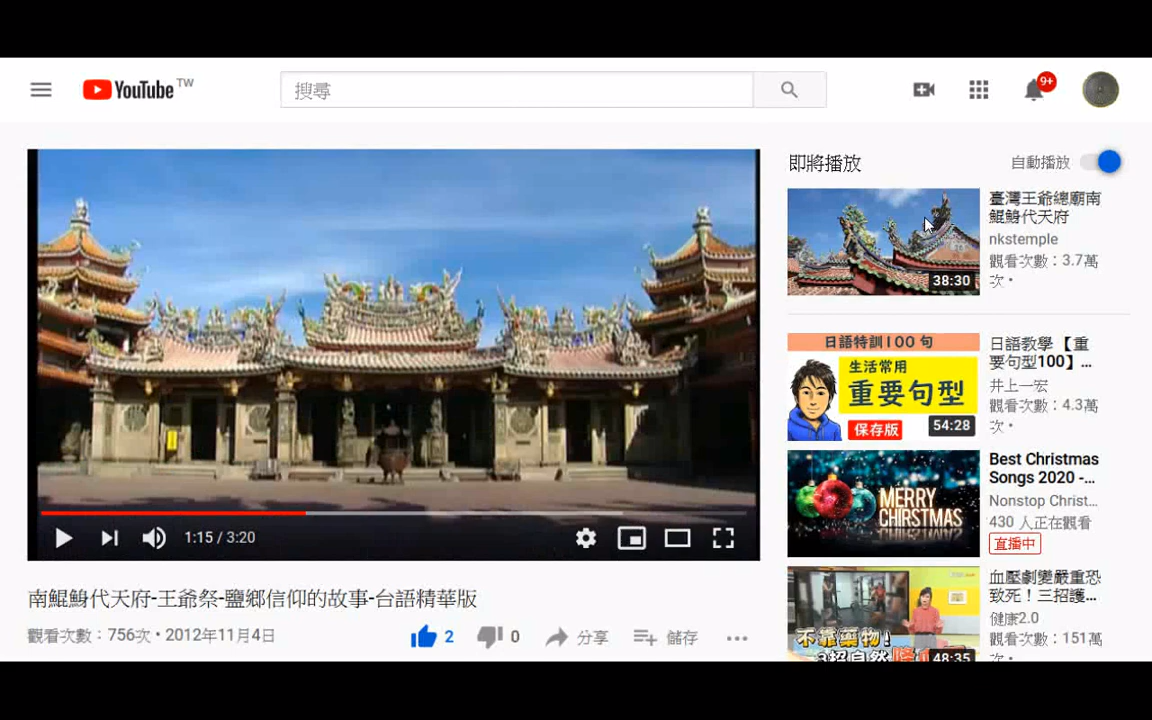 YouTube TW
搜尋
9+
即將播放
自動播放
臺灣王爺總廟南
鯤鯓代天府
nkstemple
觀看次數：3.7萬
次•
38:30
日語特訓100句
生活常用
重要句型
保存版
54:28
日語教學【重
要句型100】...
井上一宏
觀看次數：4.3萬
次•
MERRY
CHIRSTMAS
Best Christmas
Songs 2020 -...
Nonstop Christ...
430 人正在觀看
直播中
不靠藥物!
48:35
血壓劇變嚴重恐
致死！三招護...
健康2.0
觀看次數：151萬
1:15 / 3:20
南鯤鯓代天府-王爺祭-鹽鄉信仰的故事-台語精華版
觀看次數：756次 • 2012年11月4日
2
0
分享
儲存